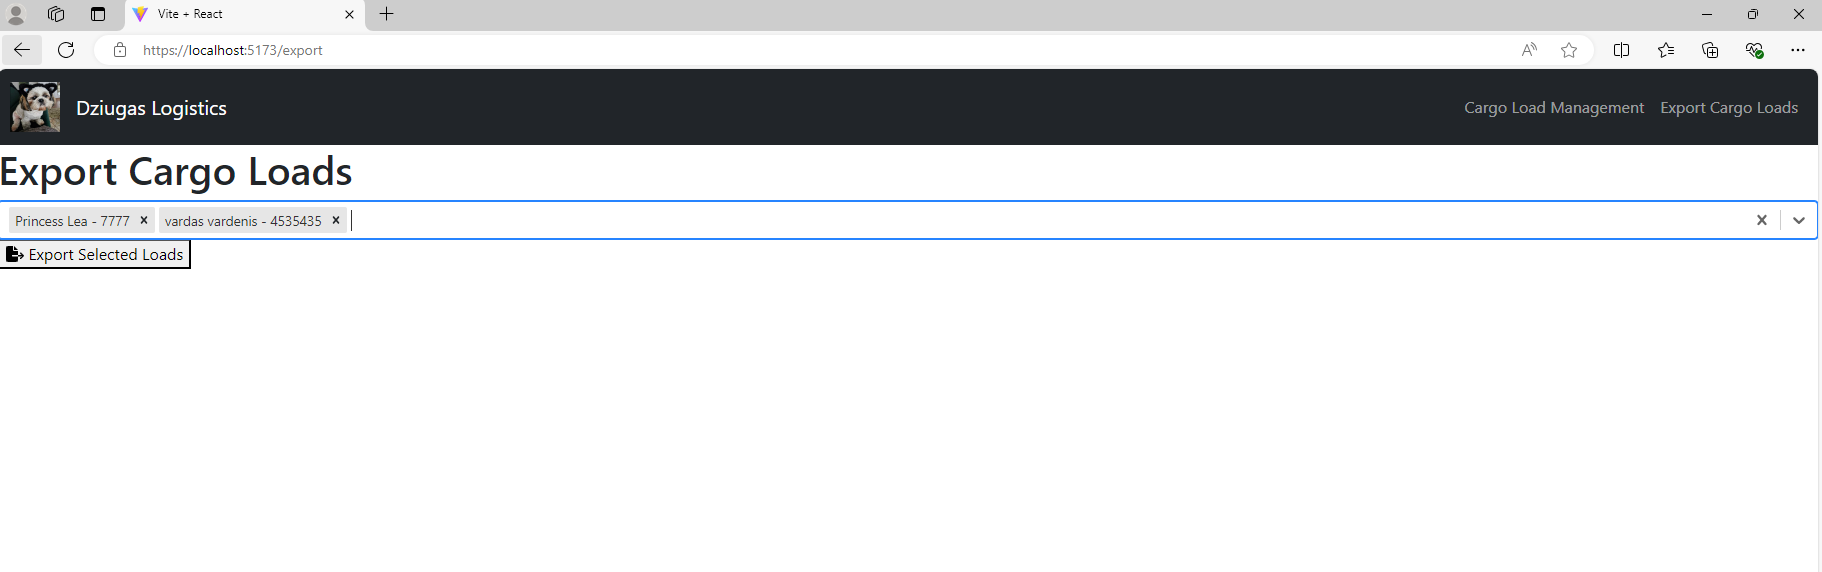 Vite + React
https://localhost:5173/export
Dziugas Logistics
Cargo Load Management Export Cargo Loads
Export Cargo Loads
Princess Lea - 7777 vardas vardenis - 4535435
Export Selected Loads